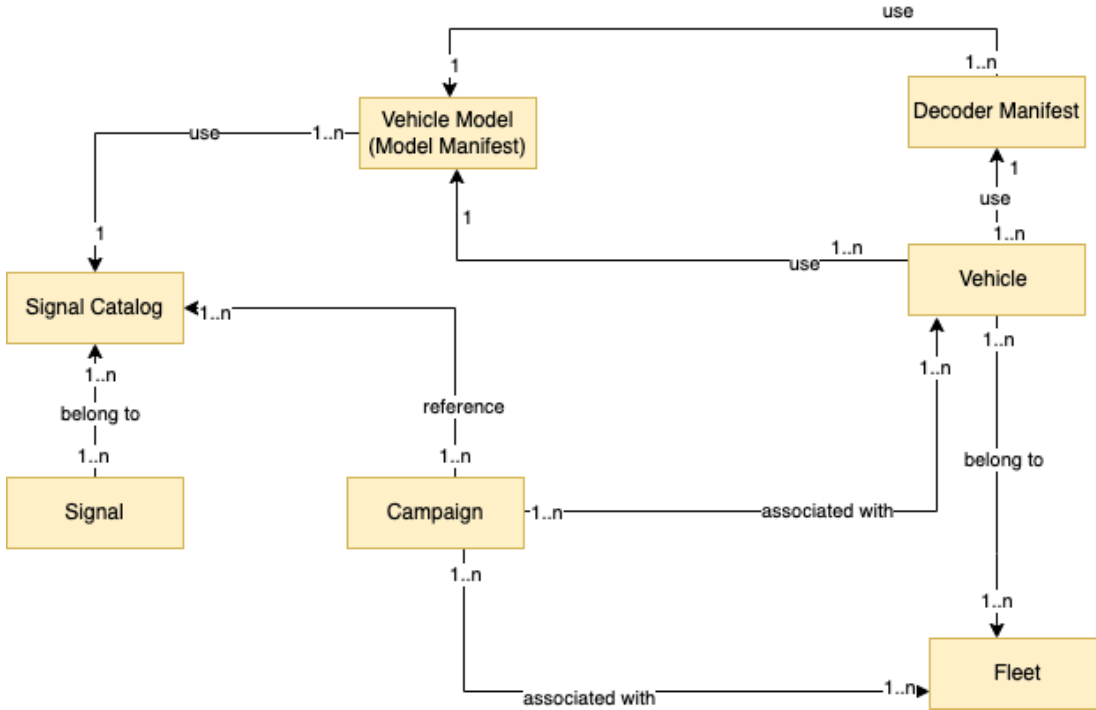 use
1
1..n
Vehicle Model
(Model Manifest)
Decoder Manifest
use
1..n
1
use
1
1..n
1..n
1
use
Vehicle
Signal Catalog
1..n
1..n
1..n
1..n
belong to
reference
1..n
1..n
belong to
Signal
Campaign
1..n
associated with
1..n
1..n
Fleet
associated with
1..n